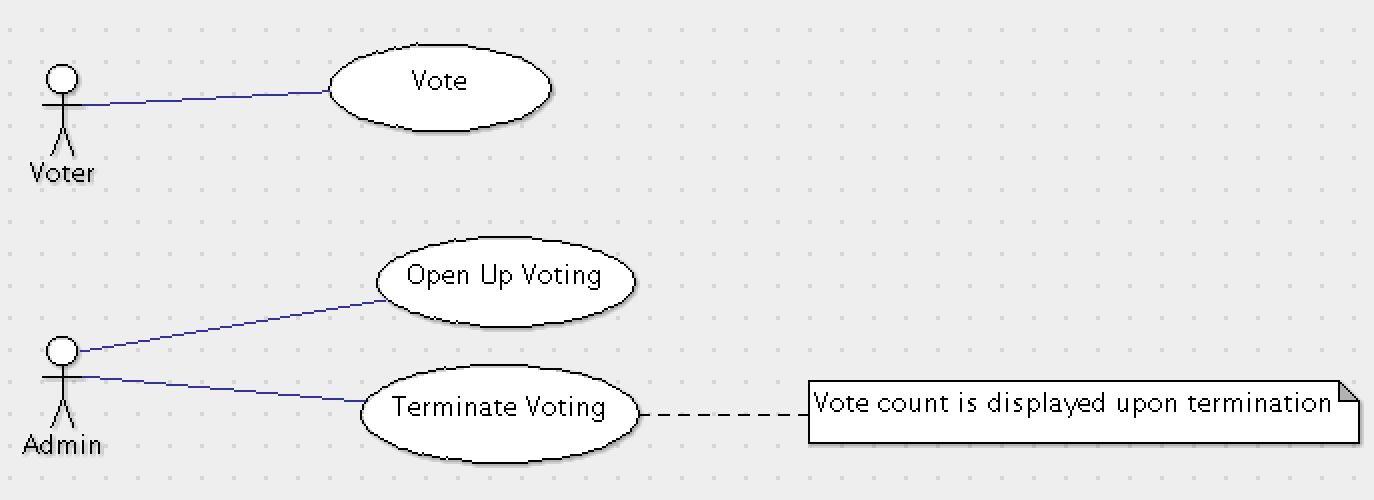 Vote
Voter
Open Up Voting
Terminate Voting
Vote count is displayed upon termination
Admin